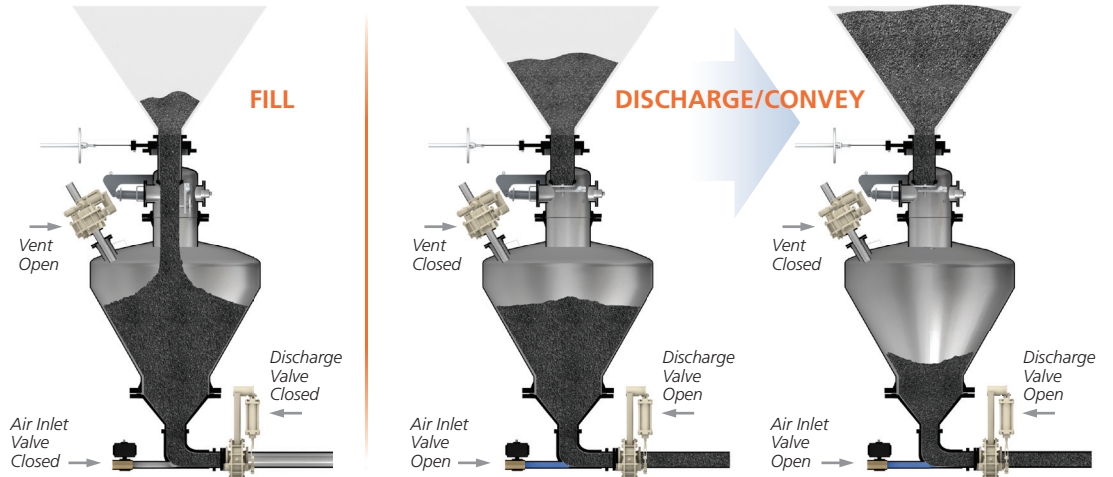 FILL
Vent
Open
Discharge
Valve
Closed
Air Inlet
Valve
Closed
DISCHARGE/CONVEY
Vent
Closed
Discharge
Valve
Open
Air Inlet
Valve
Open
Vent
Closed
Discharge
Valve
Open
Air Inlet
Valve
Open